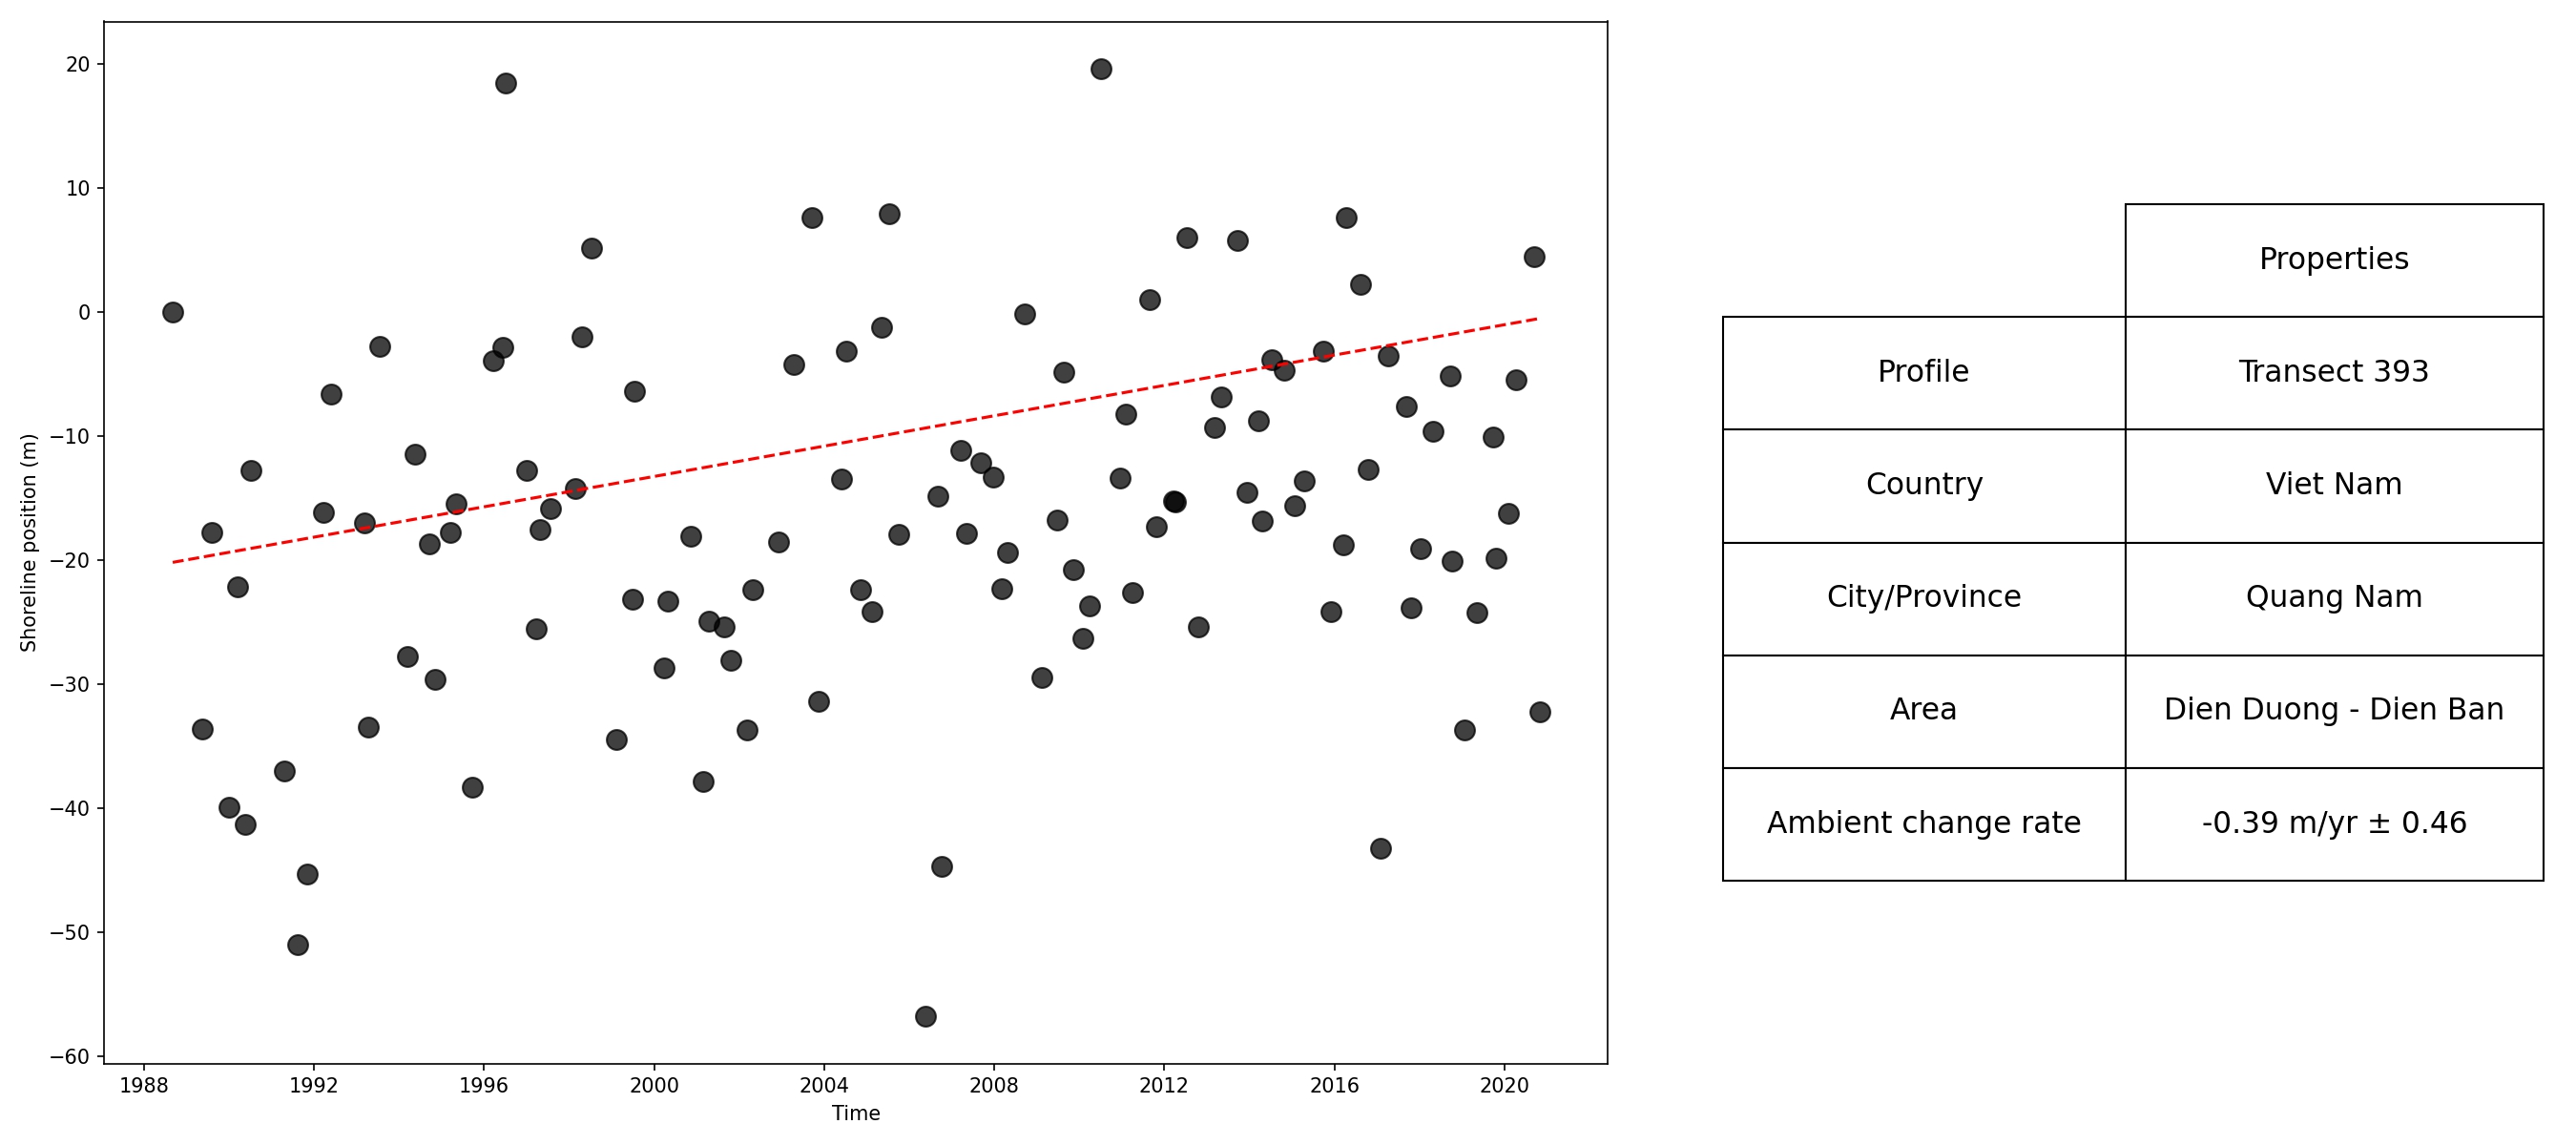 20
10
0
−10
−20
−30
−40
−50
−60
Shoreline position (m)
1988 1992 1996 2000 2004 2008 2012 2016 2020
Time
Properties
Profile Transect 393
Country Viet Nam
City/Province Quang Nam
Area Dien Duong - Dien Ban
Ambient change rate -0.39 m/yr ± 0.46